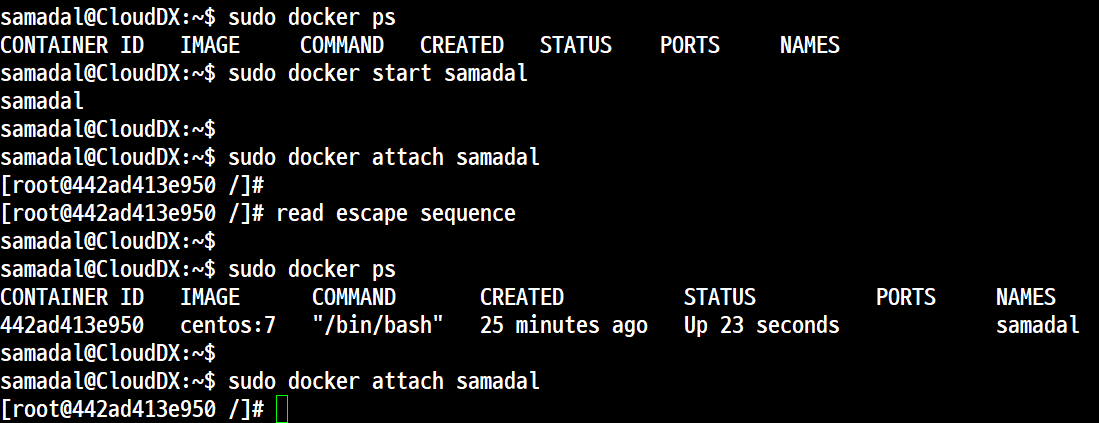 samadal@CloudDX:~$ sudo docker ps
CONTAINER ID   IMAGE     COMMAND   CREATED   STATUS    PORTS     NAMES
samadal@CloudDX:~$ sudo docker start samadal
samadal
samadal@CloudDX:~$
samadal@CloudDX:~$ sudo docker attach samadal
[root@442ad413e950 /]#
[root@442ad413e950 /]# read escape sequence
samadal@CloudDX:~$
samadal@CloudDX:~$ sudo docker ps
CONTAINER ID   IMAGE      COMMAND       CREATED          STATUS          PORTS     NAMES
442ad413e950   centos:7   "/bin/bash"   25 minutes ago   Up 23 seconds             samadal
samadal@CloudDX:~$
samadal@CloudDX:~$ sudo docker attach samadal
[root@442ad413e950 /]#